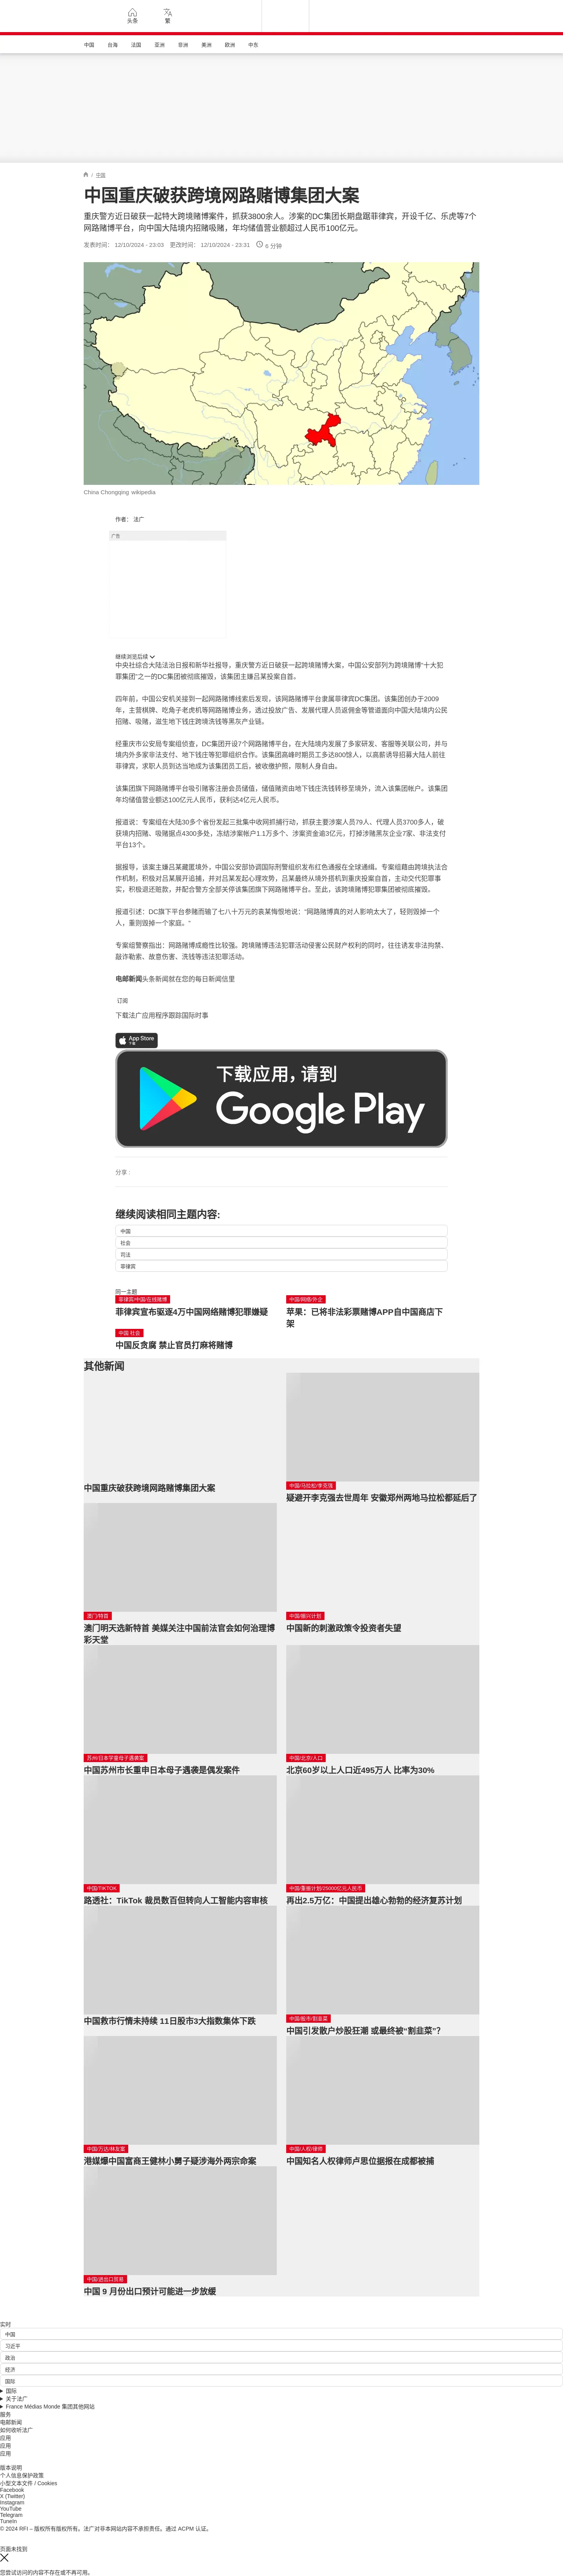 头条
繁
中国
台海
法国
亚洲
非洲
美洲
欧洲
中东
/ 中国
中国重庆破获跨境网路赌博集团大案
重庆警方近日破获一起特大跨境赌博案件，抓获3800余人。涉案的DC集团长期盘踞菲律宾，开设千亿、乐虎等7个
网路赌博平台，向中国大陆境内招赌吸赌，年均储值营业额超过人民币100亿元。
发表时间： 12/10/2024 - 23:03 更改时间： 12/10/2024 - 23:31 6 分钟
China Chongqing wikipedia
作者： 法广
广告
继续浏览后续
中央社综合大陆法治日报和新华社报导，重庆警方近日破获一起跨境赌博大案，中国公安部列为跨境赌博“十大犯
罪集团”之一的DC集团被彻底摧毁，该集团主嫌吕某投案自首。
四年前，中国公安机关接到一起网路赌博线索后发现，该网路赌博平台隶属菲律宾DC集团。该集团创办于2009
年，主营棋牌、吃角子老虎机等网路赌博业务，透过投放广告、发展代理人员返佣金等管道面向中国大陆境内公民
招赌、吸赌，滋生地下钱庄跨境洗钱等黑灰产业链。
经重庆市公安局专案组侦查，DC集团开设7个网路赌博平台，在大陆境内发展了多家研发、客服等关联公司，并与
境内外多家非法支付、地下钱庄等犯罪组织合作。该集团高峰时期员工多达800馀人，以高薪诱导招募大陆人前往
菲律宾，求职人员到达当地成为该集团员工后，被收缴护照，限制人身自由。
该集团旗下网路赌博平台吸引赌客注册会员储值，储值赌资由地下钱庄洗钱转移至境外，流入该集团帐户。该集团
年均储值营业额达100亿元人民币，获利达4亿元人民币。
报道说：专案组在大陆30多个省份发起三批集中收网抓捕行动，抓获主要涉案人员79人、代理人员3700多人，破
获境内招赌、吸赌据点4300多处，冻结涉案帐户1.1万多个、涉案资金逾3亿元，打掉涉赌黑灰企业7家、非法支付
平台13个。
据报导，该案主嫌吕某藏匿境外，中国公安部协调国际刑警组织发布红色通报在全球通缉。专案组藉由跨境执法合
作机制，积极对吕某展开追捕，并对吕某发起心理攻势，吕某最终从境外搭机到重庆投案自首，主动交代犯罪事
实，积极退还赃款，并配合警方全部关停该集团旗下网路赌博平台。至此，该跨境赌博犯罪集团被彻底摧毁。
报道引述：DC旗下平台参赌而输了七八十万元的袁某悔恨地说：“网路赌博真的对人影响太大了，轻则毁掉一个
人，重则毁掉一个家庭。”
专案组警察指出：网路赌博成瘾性比较强。跨境赌博违法犯罪活动侵害公民财产权利的同时，往往诱发非法拘禁、
敲诈勒索、故意伤害、洗钱等违法犯罪活动。
电邮新闻头条新闻就在您的每日新闻信里
订阅
下载法广应用程序跟踪国际时事
App Store
下载
下载应用，请到
Google Play
分享 :
继续阅读相同主题内容:
中国
社会
司法
菲律宾
同一主题
菲律宾/中国/在线赌博
菲律宾宣布驱逐4万中国网络赌博犯罪嫌疑
中国/网络/外企
苹果：已将非法彩票赌博APP自中国商店下
架
中国 社会
中国反贪腐 禁止官员打麻将赌博
其他新闻
中国重庆破获跨境网路赌博集团大案
中国/马拉松/李克强
疑避开李克强去世周年 安徽郑州两地马拉松都延后了
澳门/特首
澳门明天选新特首 美媒关注中国前法官会如何治理博
彩天堂
中国/振兴计划
中国新的刺激政策令投资者失望
苏州/日本学童母子遇袭案
中国苏州市长重申日本母子遇袭是偶发案件
中国/北京/人口
北京60岁以上人口近495万人 比率为30%
中国/TIKTOK
路透社：TikTok 裁员数百但转向人工智能内容审核
中国/重振计划/25000亿元人民币
再出2.5万亿：中国提出雄心勃勃的经济复苏计划
中国救市行情未持续 11日股市3大指数集体下跌
中国/股市/割韭菜
中国引发散户炒股狂潮 或最终被“割韭菜”？
中国/万达/林友案
港媒爆中国富商王健林小舅子疑涉海外两宗命案
中国/人权/律师
中国知名人权律师卢思位据报在成都被捕
中国/进出口贸易
中国 9 月份出口预计可能进一步放缓
实时
中国
习近平
政治
经济
国际
国际
关于法广
France Médias Monde 集团其他网站
服务
电邮新闻
如何收听法广
应用
应用
应用
版本说明
个人信息保护政策
小型文本文件 / Cookies
Facebook
X (Twitter)
Instagram
YouTube
Telegram
TuneIn
© 2024 RFI – 版权所有版权所有。法广对非本网站内容不承担责任。通过 ACPM 认证。
页面未找到
您尝试访问的内容不存在或不再可用。